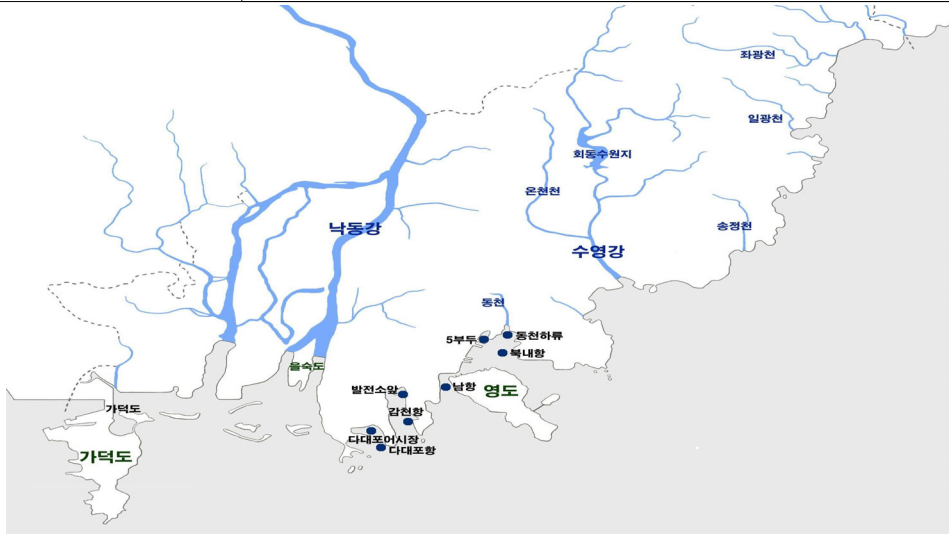 좌광천
일광천
회동수원지
온천천
송정천
낙동강
수영강
동천
5부두
동천하류
북내항
을숙도
발전소앞
남항
영도
가덕도
감천항
다대포어시장
다대포항
가덕도